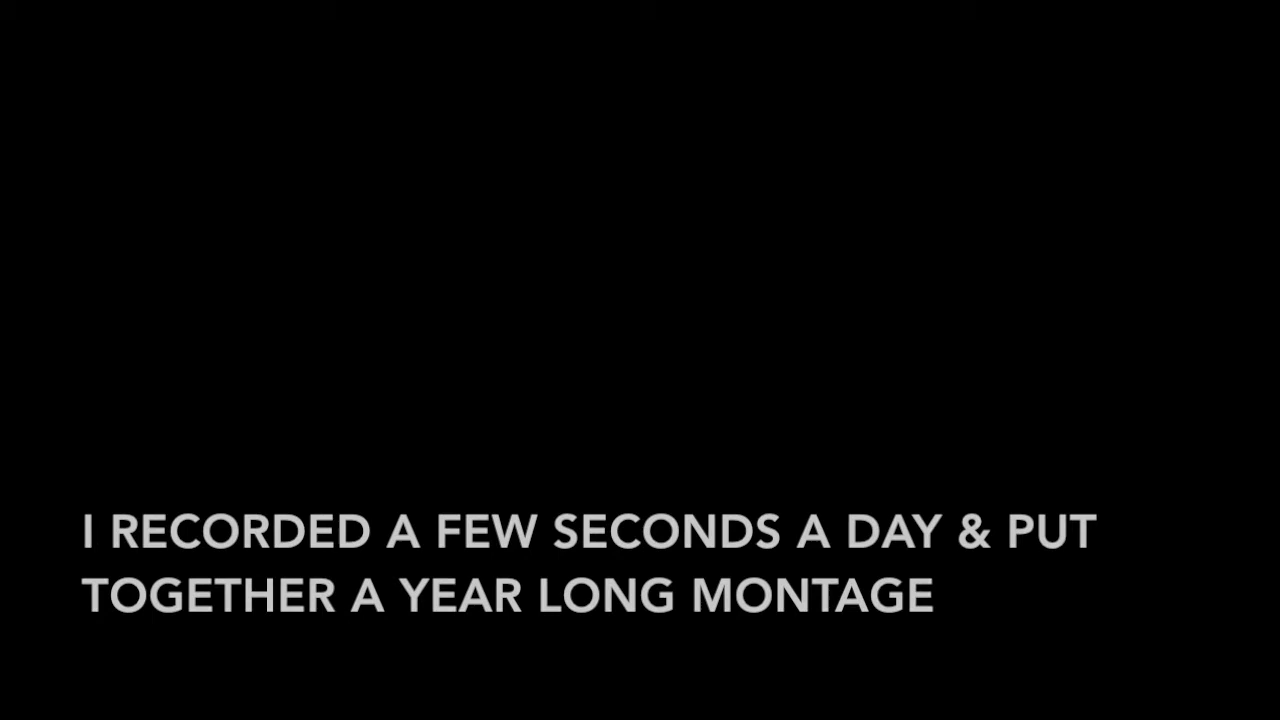 I RECORDED A FEW SECONDS A DAY & PUT
TOGETHER A YEAR LONG MONTAGE